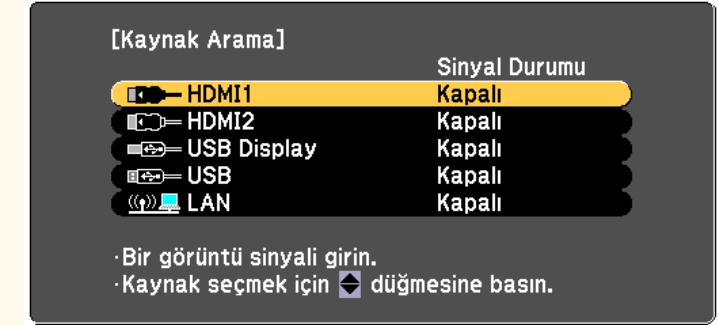 [Kaynak Arama]
Sinyal Durumu
HDMI1 Kapalı
HDMI2 Kapalı
USB Display Kapalı
USB Kapalı
LAN Kapalı
·Bir görüntü sinyali girin.
·Kaynak seçmek için düğmesine basın.